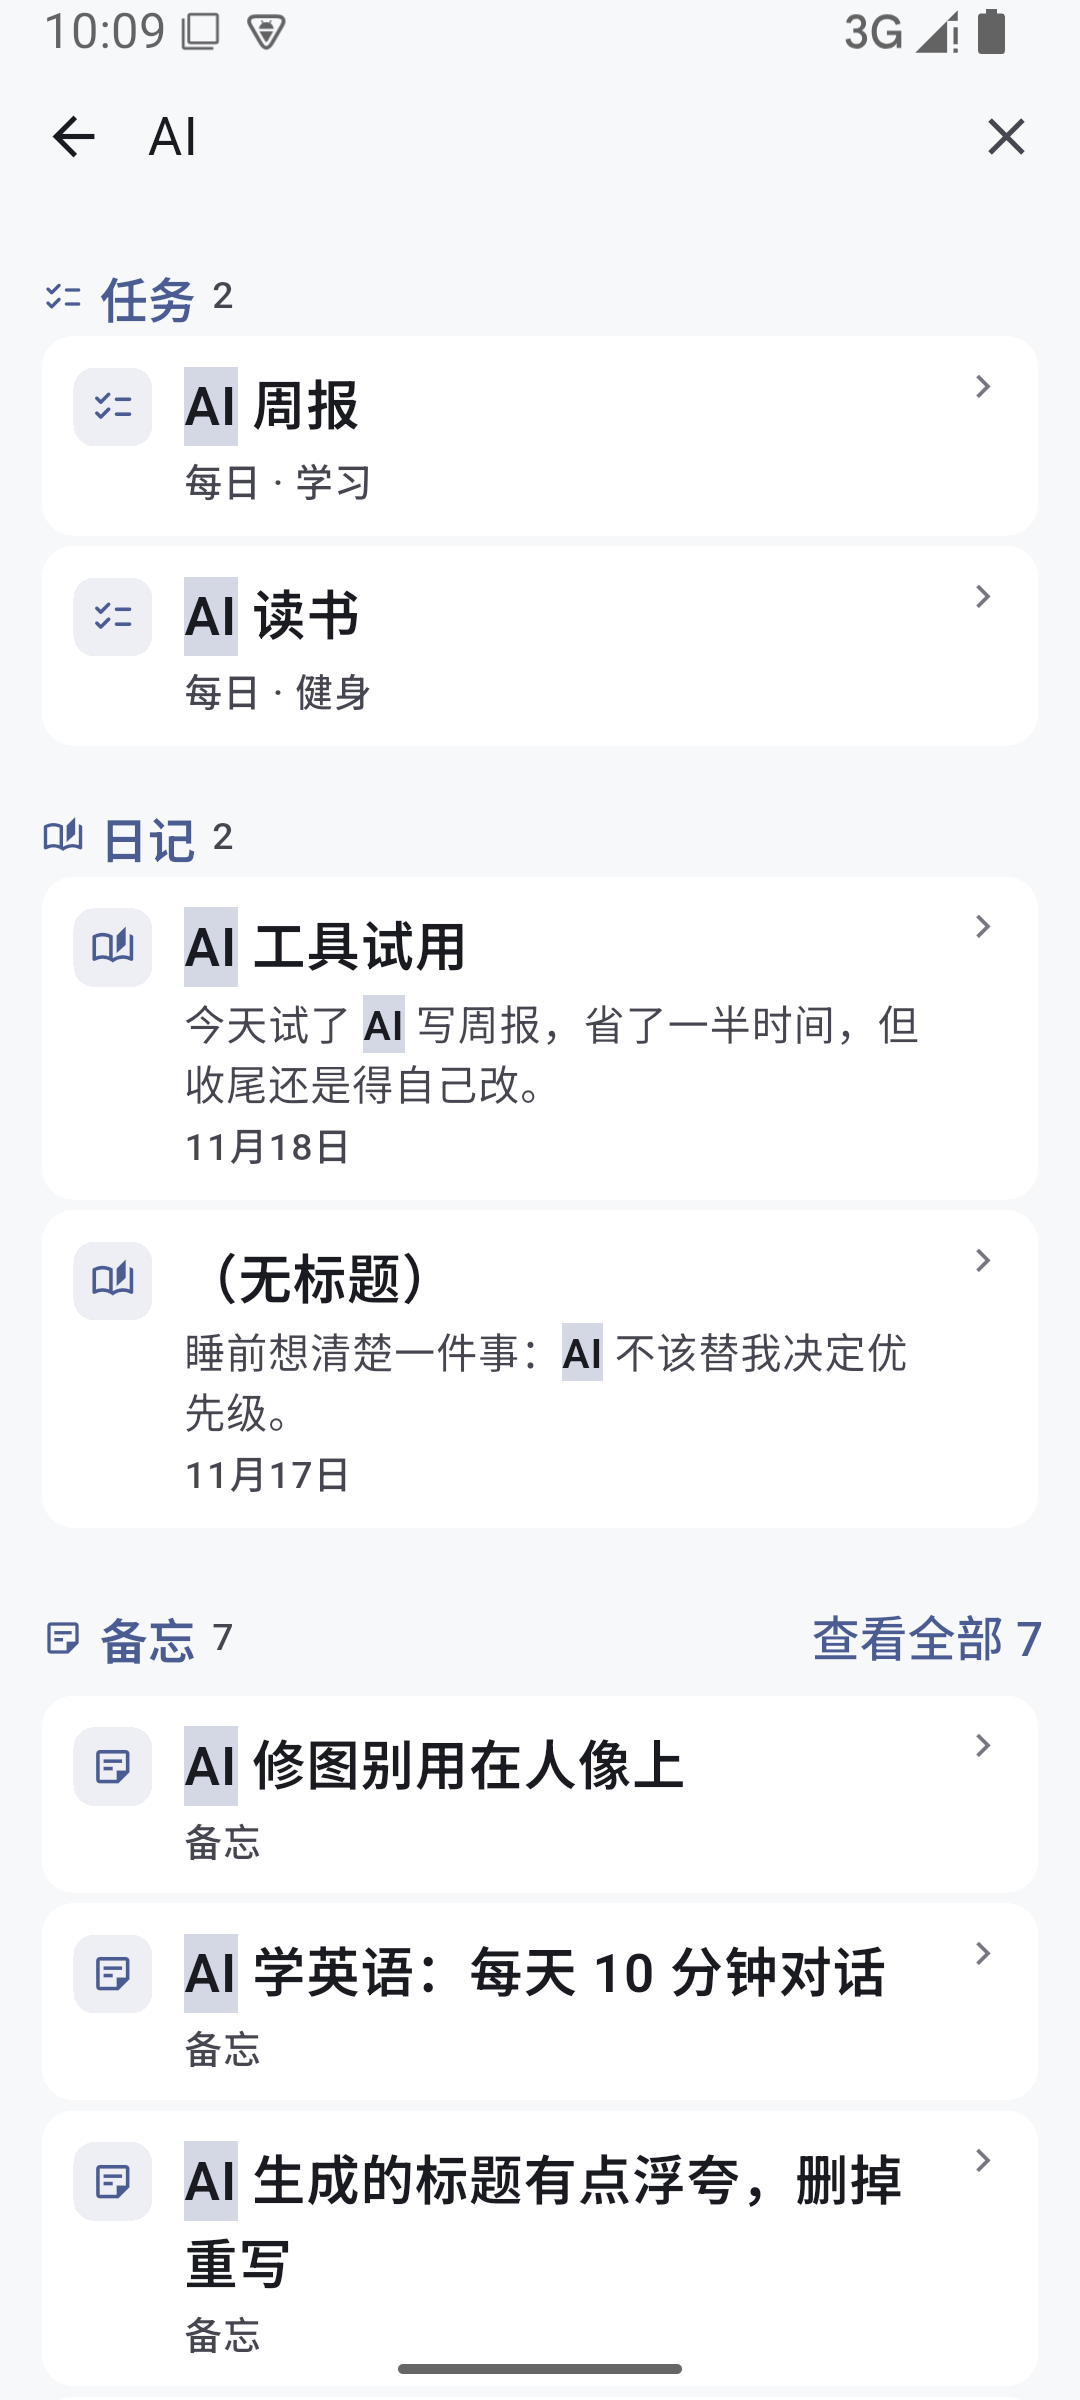 10:09
3G
AI
任务 2
AI 周报
每日 · 学习
AI 读书
每日 · 健身
日记 2
AI 工具试用
今天试了 AI 写周报，省了一半时间，但
收尾还是得自己改。
11月18日
（无标题）
睡前想清楚一件事：AI 不该替我决定优
先级。
11月17日
备忘 7
查看全部 7
AI 修图别用在人像上
备忘
AI 学英语：每天 10 分钟对话
备忘
AI 生成的标题有点浮夸，删掉
重写
备忘